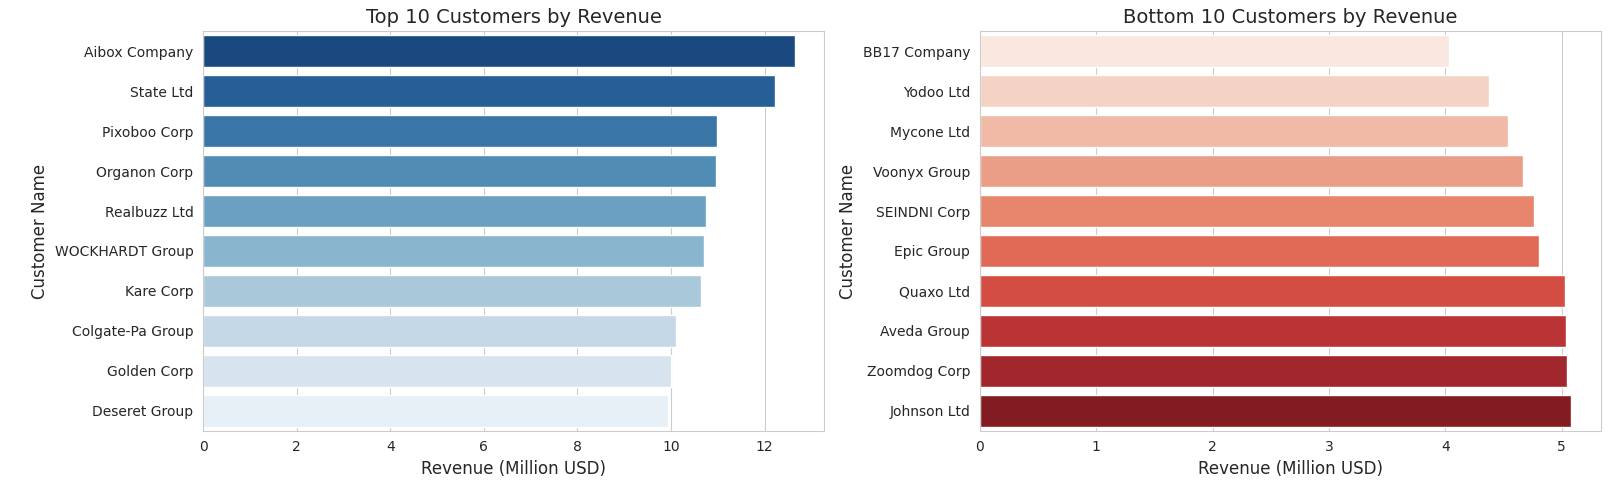 Top 10 Customers by Revenue
Customer Name
Aibox Company
State Ltd
Pixoboo Corp
Organon Corp
Realbuzz Ltd
WOCKHARDT Group
Kare Corp
Colgate-Pa Group
Golden Corp
Deseret Group
0 2 4 6 8 10 12
Revenue (Million USD)
Bottom 10 Customers by Revenue
Customer Name
BB17 Company
Yodoo Ltd
Mycone Ltd
Voonyx Group
SEINDNI Corp
Epic Group
Quaxo Ltd
Aveda Group
Zoomdog Corp
Johnson Ltd
0 1 2 3 4 5
Revenue (Million USD)